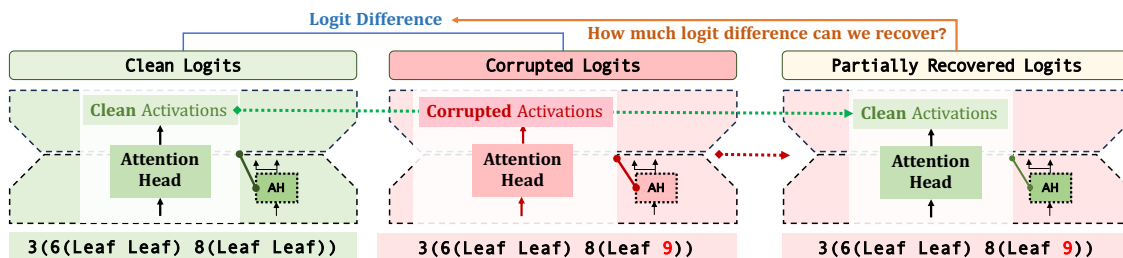 Logit Difference
How much logit difference can we recover?
Clean Logits
Corrupted Logits
Partially Recovered Logits
Clean Activations
Corrupted Activations
Clean Activations
Attention
Head
AH
Attention
Head
AH
Attention
Head
AH
3(6(Leaf Leaf) 8(Leaf Leaf))
3(6(Leaf Leaf) 8(Leaf 9))
3(6(Leaf Leaf) 8(Leaf 9))